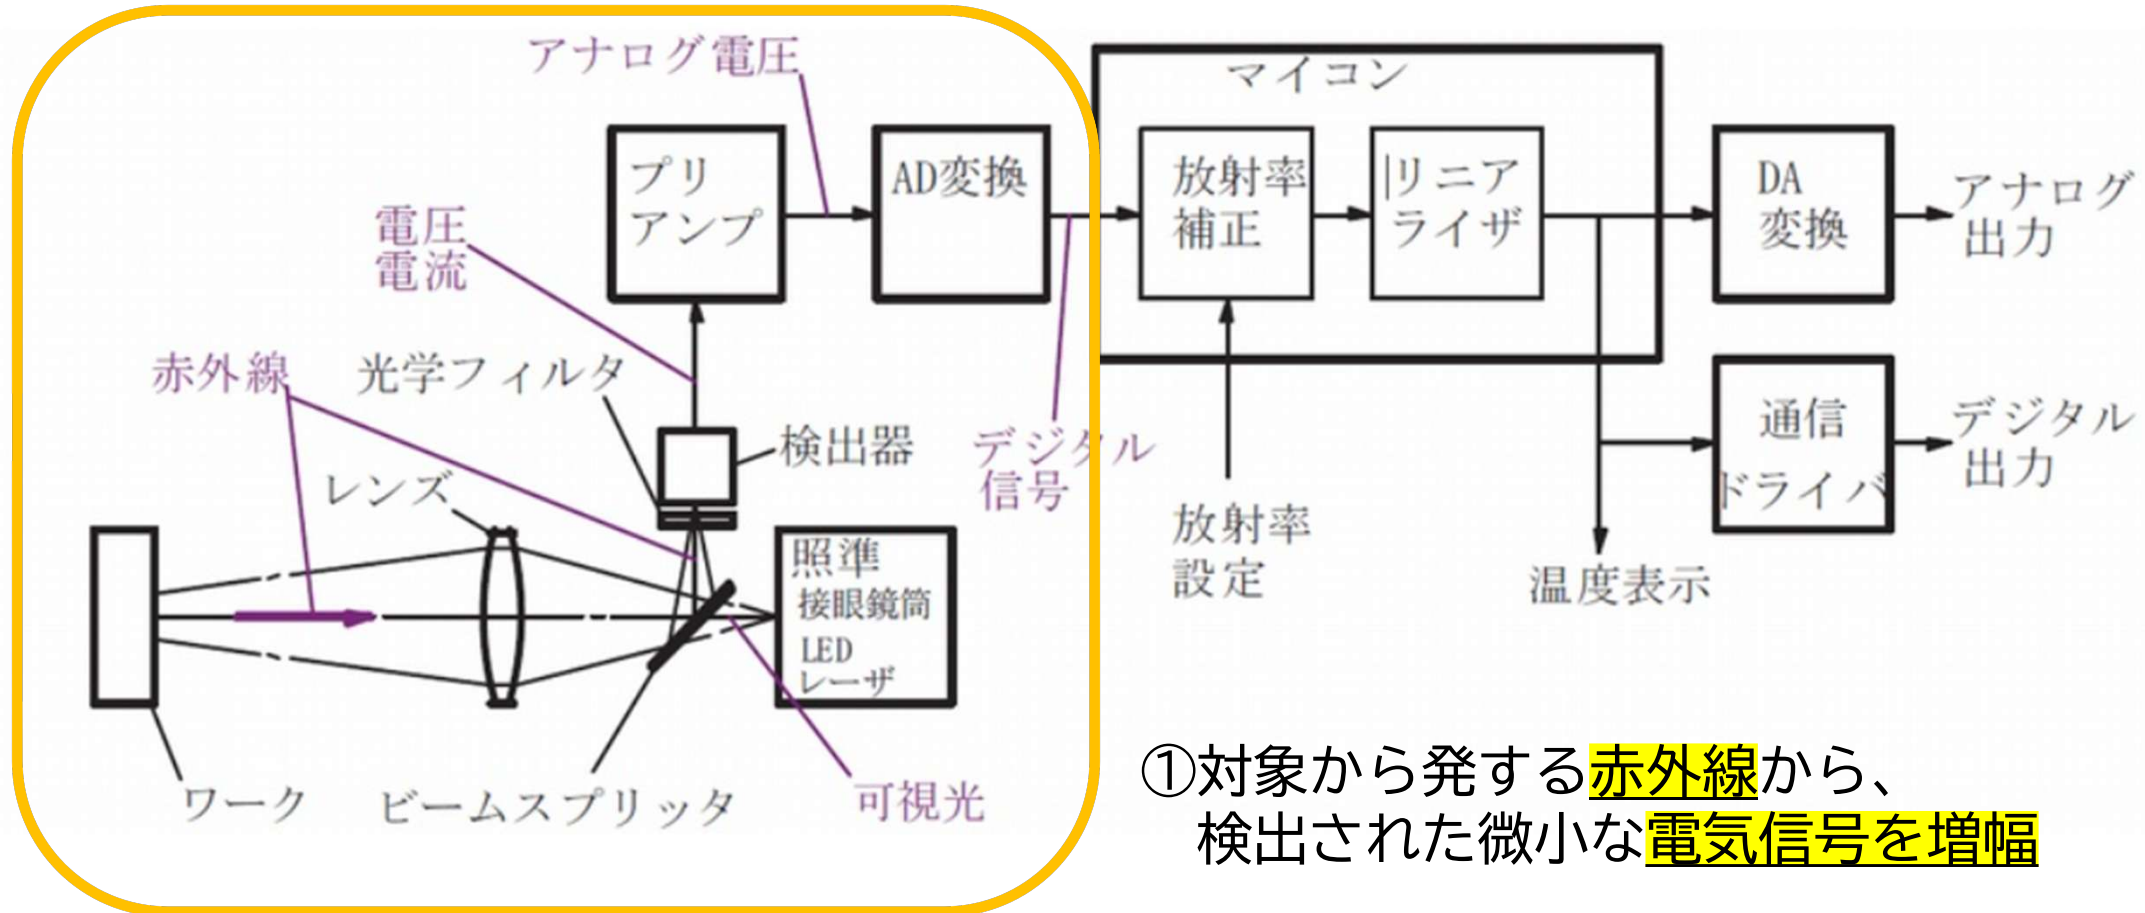 アナログ電圧
マイコン
プリ
アンプ
AD変換
放射率
補正
リニア
ライザ
DA
変換
アナログ
出力
電圧
電流
赤外線
光学フィルタ
検出器
デジタル
信号
通信
ドライバ
デジタル
出力
レンズ
放射率
設定
温度表示
照準
接眼鏡筒
LED
レーザ
ワーク
ビームスプリッタ
可視光
①対象から発する赤外線から、
検出された微小な電気信号を増幅